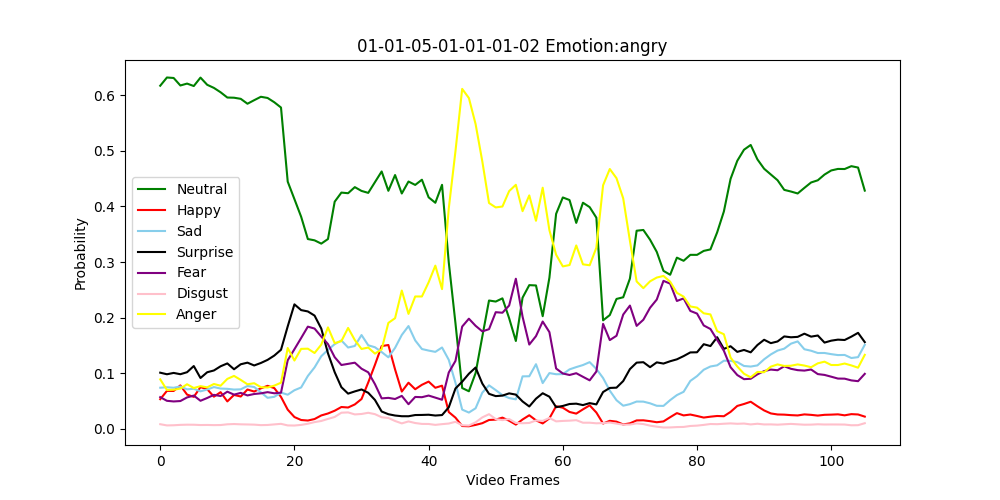 01-01-05-01-01-01-02 Emotion:angry
Probability
0.6
0.5
0.4
0.3
0.2
0.1
0.0
Neutral
Happy
Sad
Surprise
Fear
Disgust
Anger
0 20 40 60 80 100
Video Frames